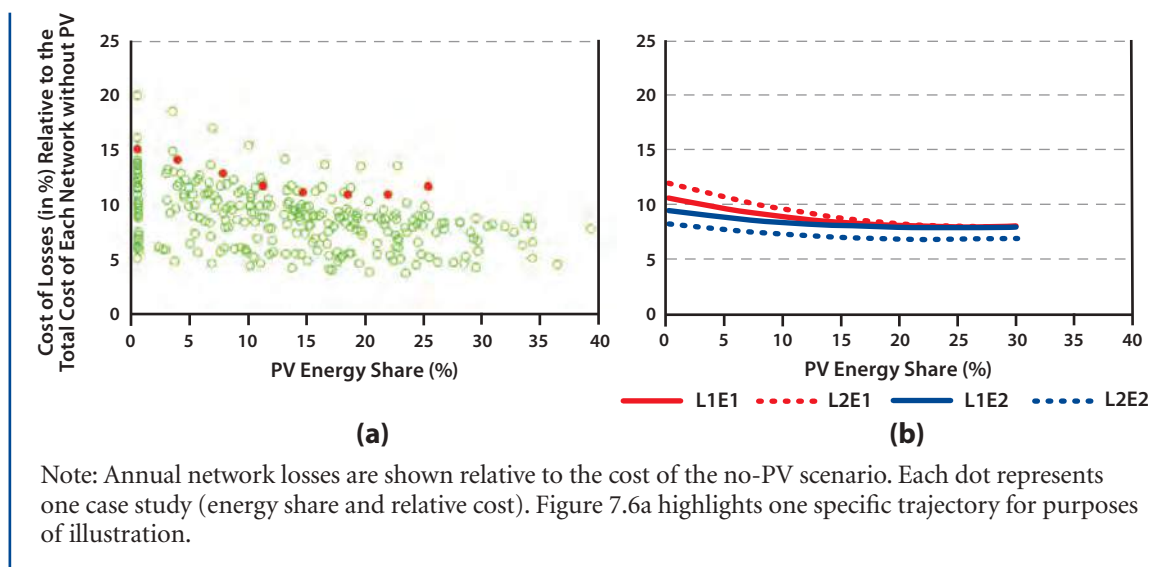 Cost of Losses (in %) Relative to the
Total Cost of Each Network without PV
25
20
15
10
5
0
0 5 10 15 20 25 30 35 40
PV Energy Share (%)
(a)
25
20
15
10
5
0
0 5 10 15 20 25 30 35 40
PV Energy Share (%)
L1E1 L2E1 L1E2 L2E2
(b)
Note: Annual network losses are shown relative to the cost of the no-PV scenario. Each dot represents
one case study (energy share and relative cost). Figure 7.6a highlights one specific trajectory for purposes
of illustration.